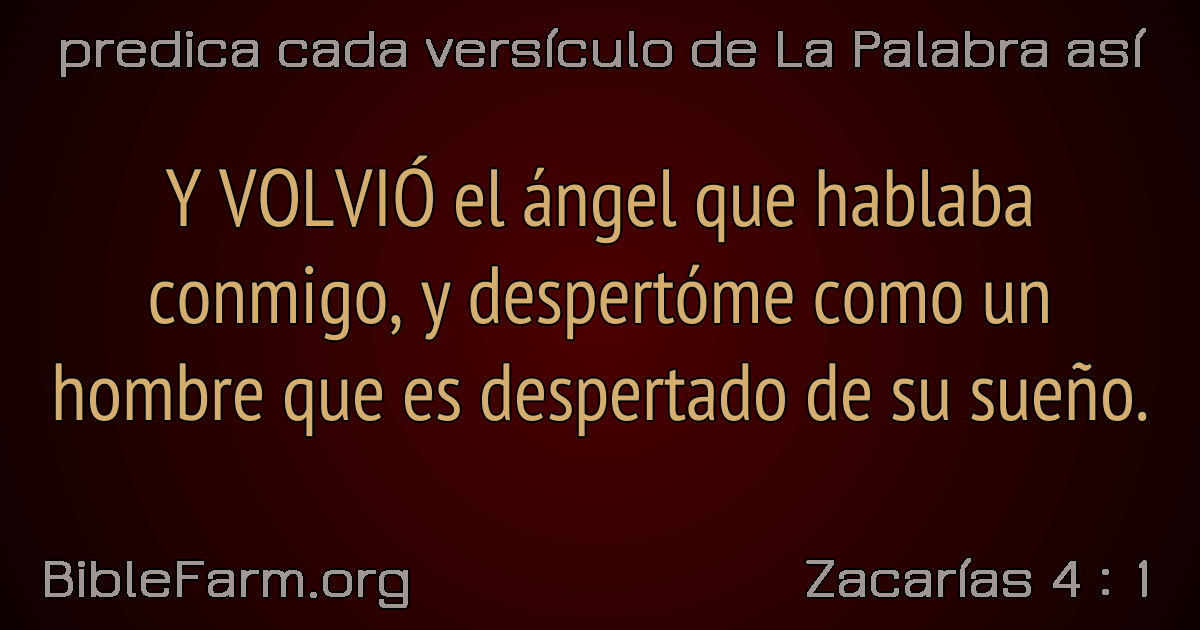 predica cada versículo de La Palabra así
Y VOLVIÓ el ángel que hablaba
conmigo, y despertóme como un
hombre que es despertado de su sueño.
BibleFarm.org
Zacarías 4 : 1